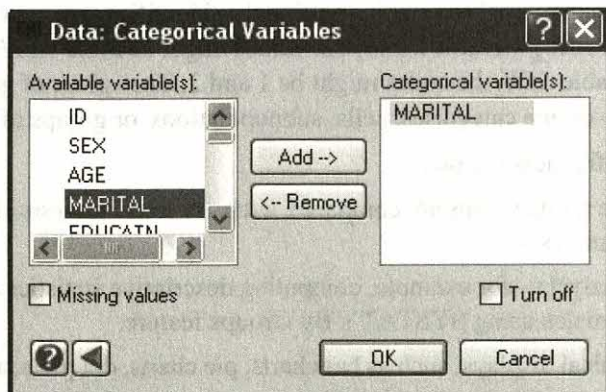 Data: Categorical Variables
Available variable(s):
ID
SEX
AGE
MARITAL
EDUCATN
Add -->
<-- Remove
Categorical variable(s):
MARITAL
Missing values
Turn off
OK
Cancel